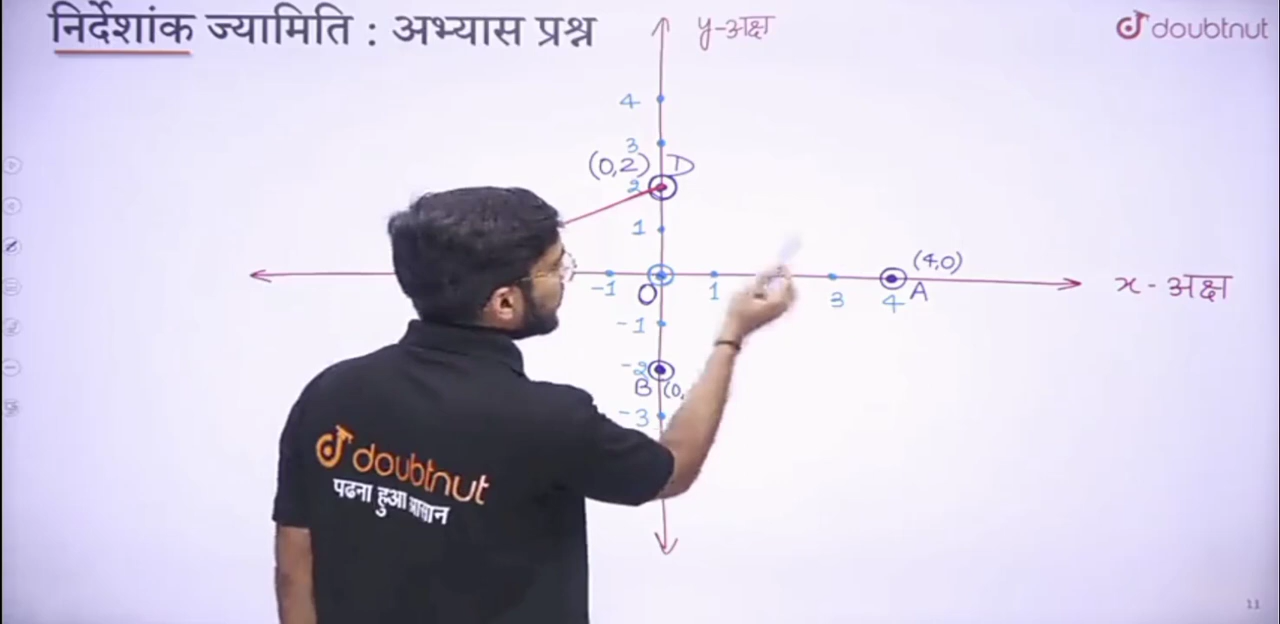 निर्देशांक ज्यामिति : अभ्यास प्रश्न
y-अक्ष
doubtnut
4
3
(0,2) D
2
1
(4,0)
-1 O 1 3 4 A
x - अक्ष
-1
-2
B (0,
-3
doubtnut
पढना हुआ आसान
11